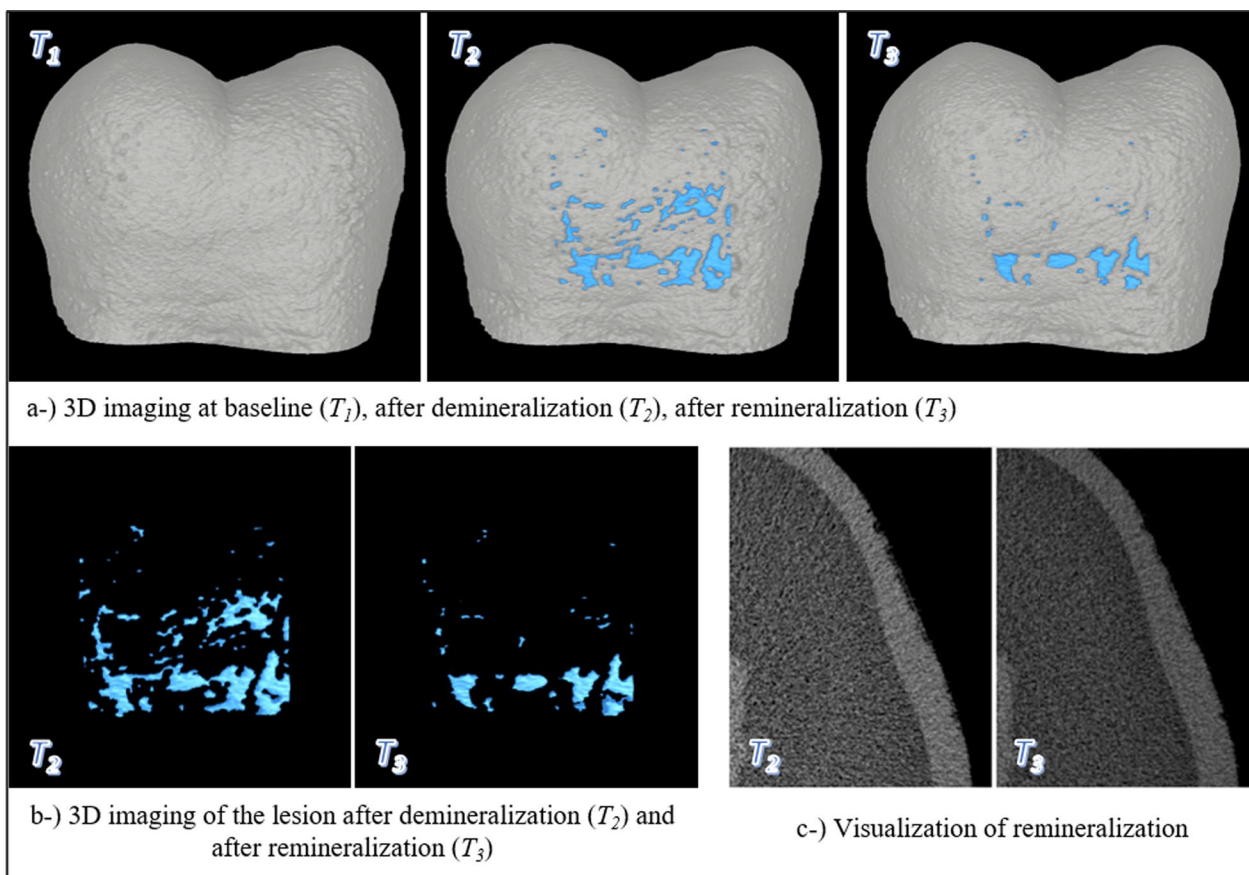 T1
T2
T3
a-) 3D imaging at baseline (T1), after demineralization (T2), after remineralization (T3)
T2
T3
T2
T3
b-) 3D imaging of the lesion after demineralization (T2) and
after remineralization (T3)
c-) Visualization of remineralization